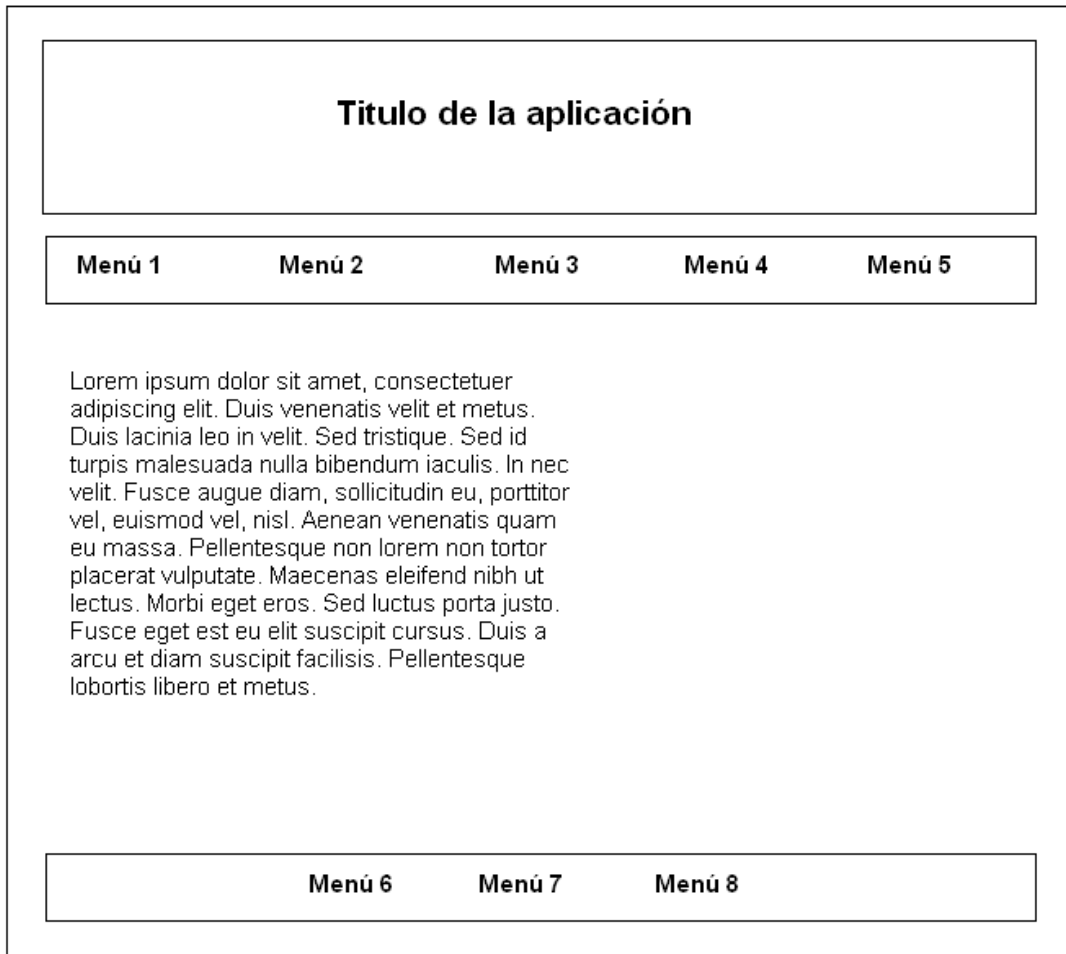 Titulo de la aplicación
Menú 1 Menú 2 Menú 3 Menú 4 Menú 5
Lorem ipsum dolor sit amet, consectetuer
adipiscing elit. Duis venenatis velit et metus.
Duis lacinia leo in velit. Sed tristique. Sed id
turpis malesuada nulla bibendum iaculis. In nec
velit. Fusce augue diam, sollicitudin eu, porttitor
vel, euismod vel, nisl. Aenean venenatis quam
eu massa. Pellentesque non lorem non tortor
placerat vulputate. Maecenas eleifend nibh ut
lectus. Morbi eget eros. Sed luctus porta justo.
Fusce eget est eu elit suscipit cursus. Duis a
arcu et diam suscipit facilisis. Pellentesque
lobortis libero et metus.
Menú 6 Menú 7 Menú 8